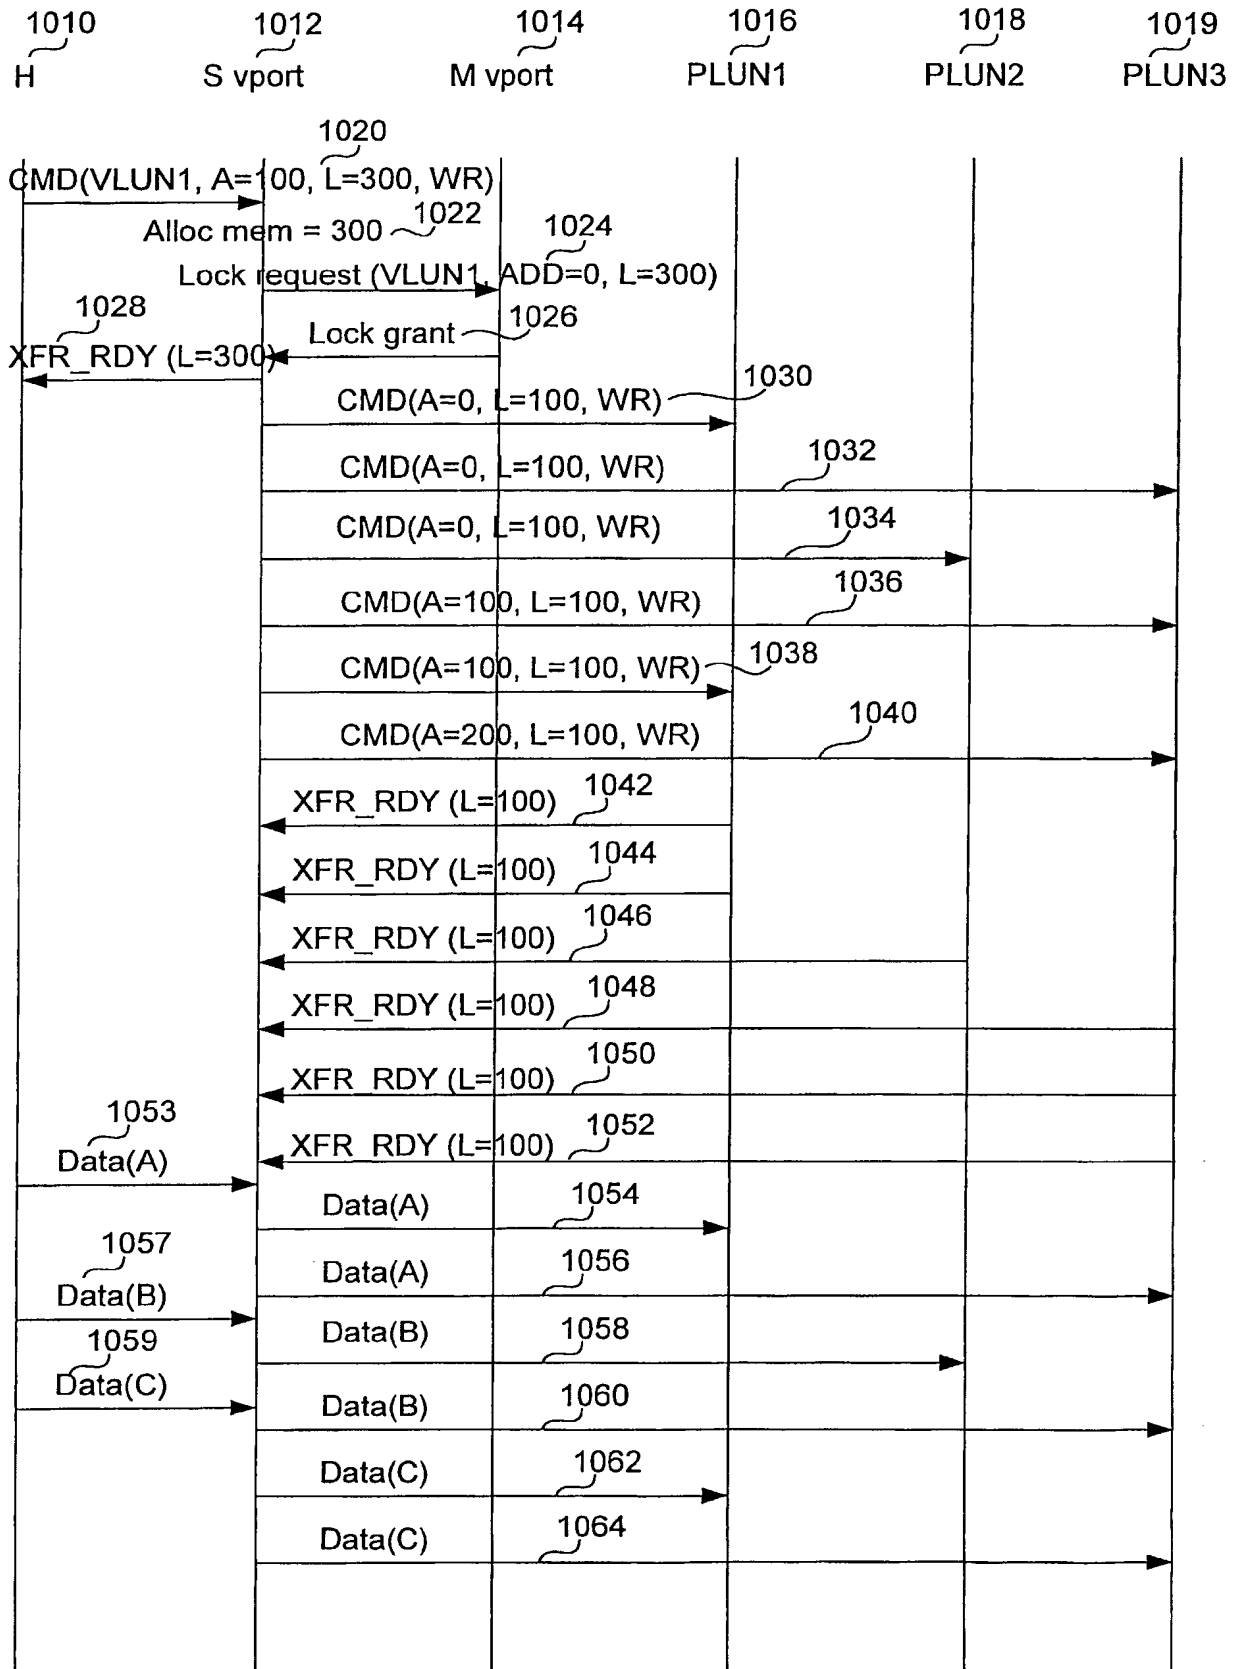 1010 1012 1014 1016 1018 1019
H S vport M vport PLUN1 PLUN2 PLUN3
1020
CMD(VLUN1, A=100, L=300, WR)
Alloc mem = 300 1022
1024
Lock request (VLUN1, ADD=0, L=300)
1028
Lock grant 1026
XFR_RDY (L=300)
CMD(A=0, L=100, WR) 1030
1032
CMD(A=0, L=100, WR)
1034
CMD(A=0, L=100, WR)
1036
CMD(A=100, L=100, WR)
CMD(A=100, L=100, WR) 1038
1040
CMD(A=200, L=100, WR)
1042
XFR_RDY (L=100)
1044
XFR_RDY (L=100)
1046
XFR_RDY (L=100)
1048
XFR_RDY (L=100)
1050
XFR_RDY (L=100)
1053
1052
XFR_RDY (L=100)
Data(A)
1054
Data(A)
1057
1056
Data(A)
Data(B)
1058
Data(B)
1059
Data(C)
1060
Data(B)
1062
Data(C)
1064
Data(C)